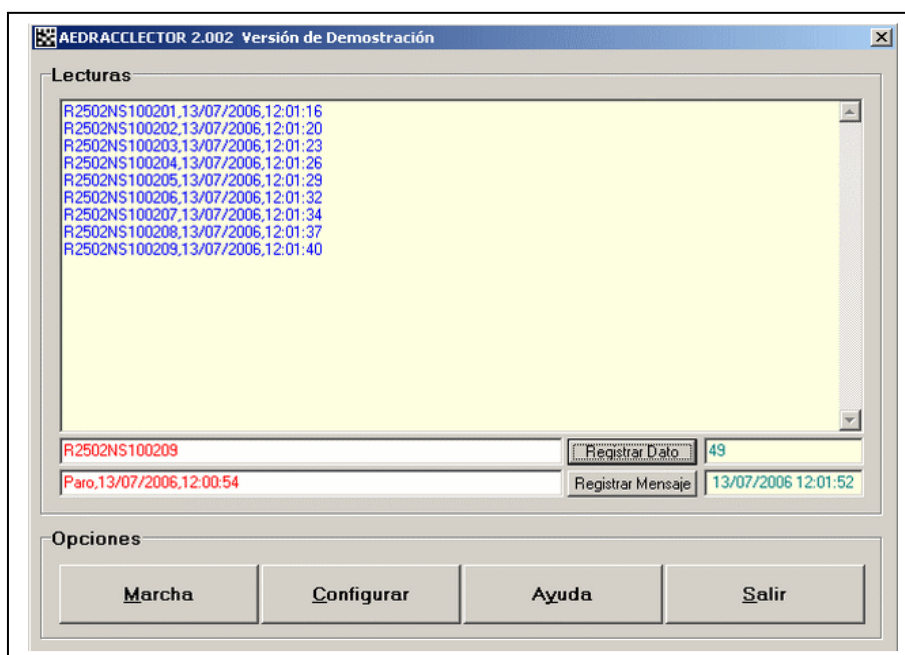 AEDRACCLECTOR 2.002 Versión de Demostración
Lecturas
R2502NS100201,13/07/2006,12:01:16
R2502NS100202,13/07/2006,12:01:20
R2502NS100203,13/07/2006,12:01:23
R2502NS100204,13/07/2006,12:01:26
R2502NS100205,13/07/2006,12:01:29
R2502NS100206,13/07/2006,12:01:32
R2502NS100207,13/07/2006,12:01:34
R2502NS100208,13/07/2006,12:01:37
R2502NS100209,13/07/2006,12:01:40
R2502NS100209 Registrar Dato 49
Paro,13/07/2006,12:00:54 Registrar Mensaje 13/07/2006 12:01:52
Opciones
Marcha Configurar Ayuda Salir